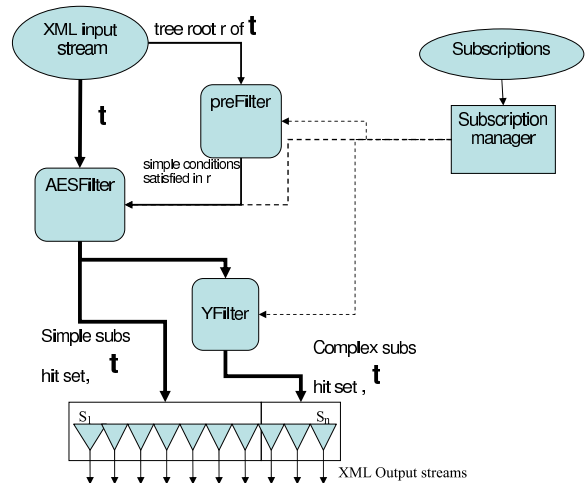 XML input
stream
tree root r of t
Subscriptions
t
preFilter
Subscription
manager
simple conditions
satisfied in r
AESFilter
YFilter
Simple subs
hit set, t
Complex subs
hit set , t
S1
Sn
XML Output streams